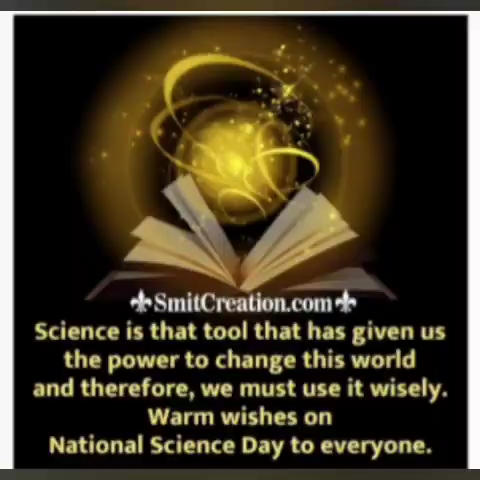 SmitCreation.com
Science is that tool that has given us
the power to change this world
and therefore, we must use it wisely.
Warm wishes on
National Science Day to everyone.